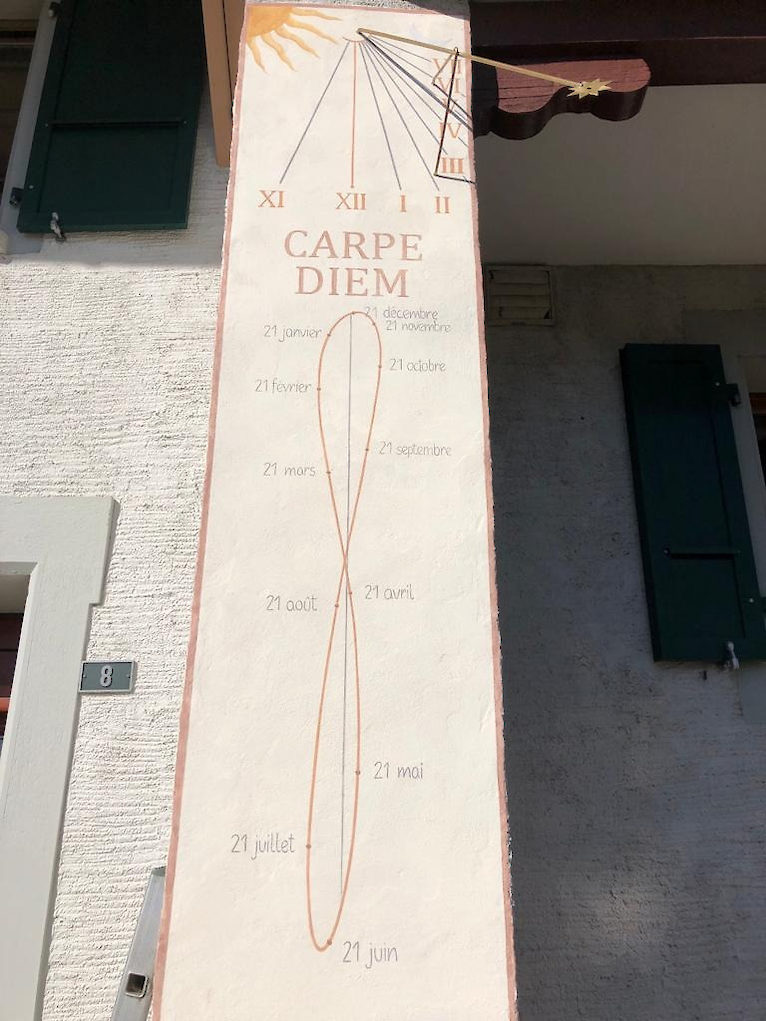 VI
IV
III
XI XII I II
CARPE
DIEM
21 décembre
21 novembre
21 janvier
21 octobre
21 février
21 septembre
21 mars
21 avril
21 août
8
21 mai
21 juillet
21 juin